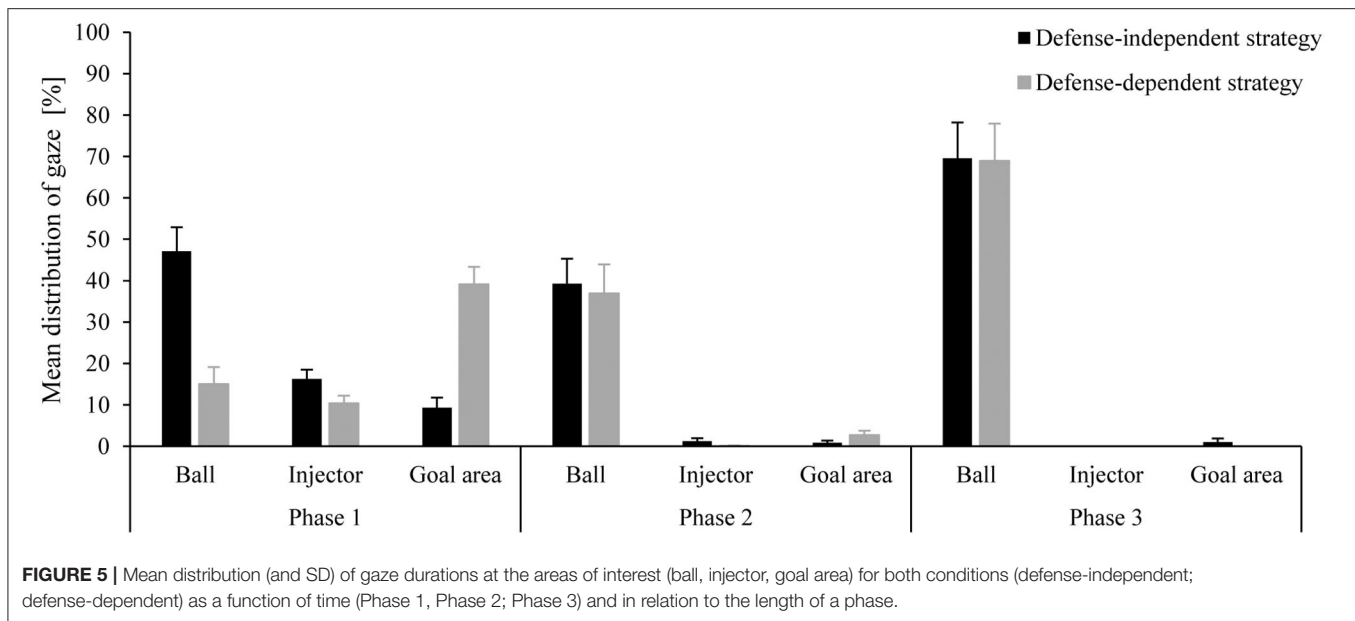 100
90
80
70
60
50
40
30
20
10
0
Mean distribution of gaze [%]
Defense-independent strategy
Defense-dependent strategy
Ball Injector Goal area Ball Injector Goal area Ball Injector Goal area
Phase 1 Phase 2 Phase 3
FIGURE 5 | Mean distribution (and SD) of gaze durations at the areas of interest (ball, injector, goal area) for both conditions (defense-independent;
defense-dependent) as a function of time (Phase 1, Phase 2; Phase 3) and in relation to the length of a phase.